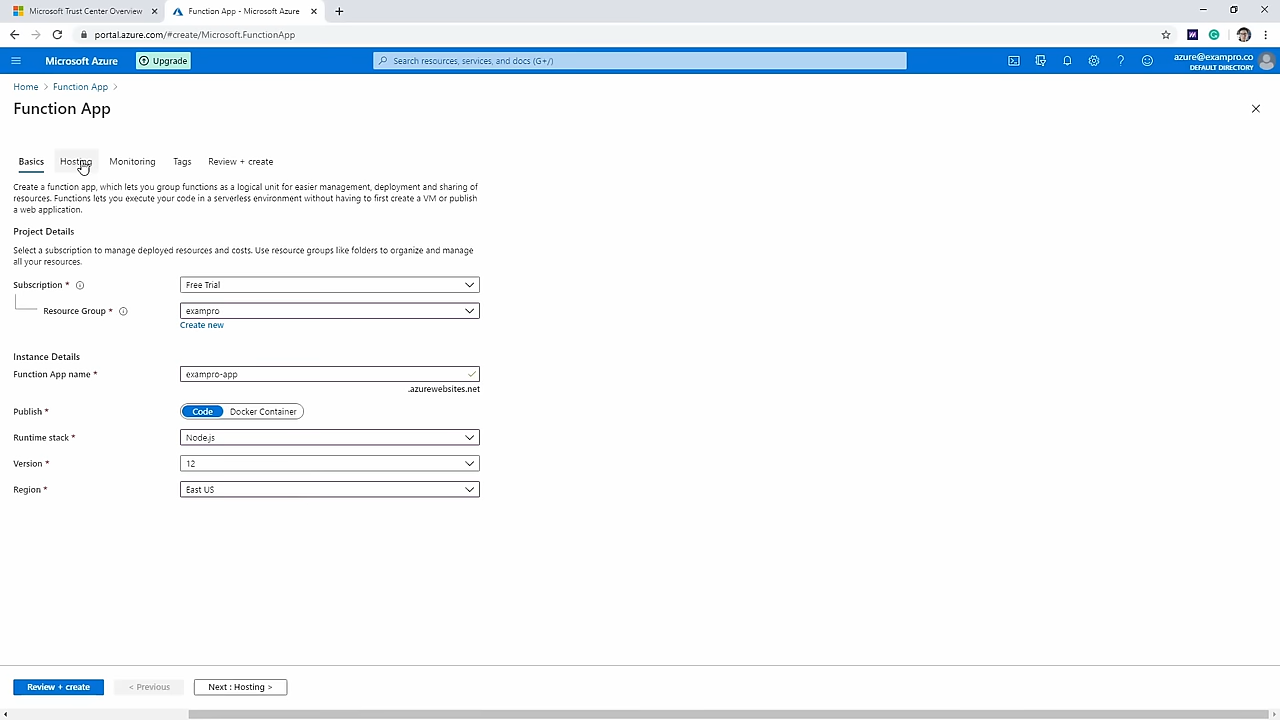 Microsoft Trust Center Overview
Function App - Microsoft Azure
portal.azure.com/#create/Microsoft.FunctionApp
Microsoft Azure
Upgrade
Search resources, services, and docs (G+/)
azure@exampro.co
DEFAULT DIRECTORY
Home > Function App >
Function App
Basics Hosting Monitoring Tags Review + create
Create a function app, which lets you group functions as a logical unit for easier management, deployment and sharing of
resources. Functions lets you execute your code in a serverless environment without having to first create a VM or publish
a web application.
Project Details
Select a subscription to manage deployed resources and costs. Use resource groups like folders to organize and manage
all your resources.
Subscription * Free Trial
Resource Group * exampro
Create new
Instance Details
Function App name * exampro-app
.azurewebsites.net
Publish * Code Docker Container
Runtime stack * Node.js
Version * 12
Region * East US
Review + create < Previous Next : Hosting >